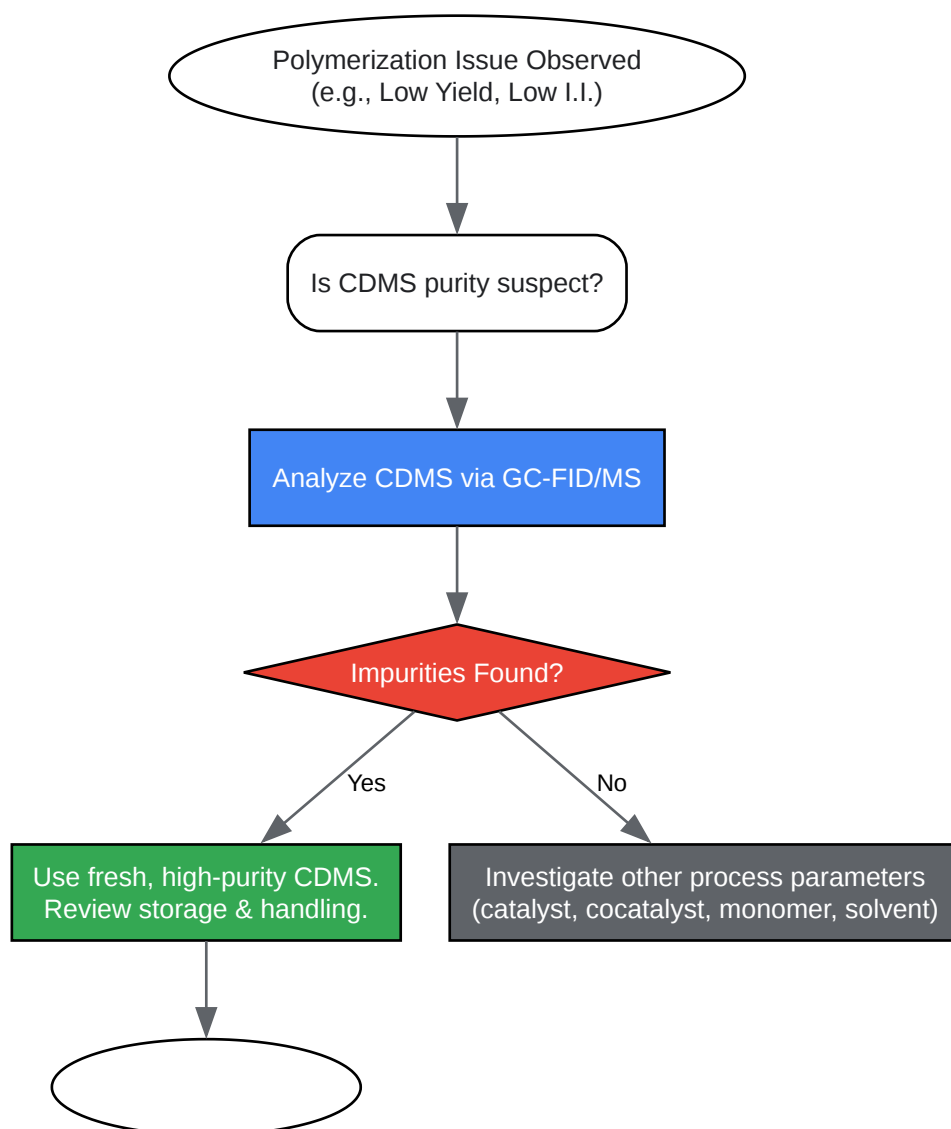 Polymerization Issue Observed
(e.g., Low Yield, Low I.I.)
Is CDMS purity suspect?
Analyze CDMS via GC-FID/MS
Impurities Found?
Yes
No
Use fresh, high-purity CDMS.
Review storage & handling.
Investigate other process parameters
(catalyst, cocatalyst, monomer, solvent)